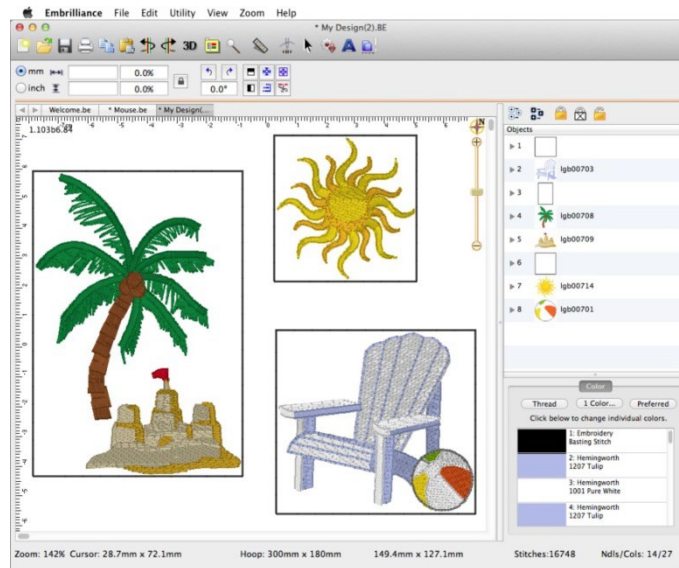 Embrilliance File Edit Utility View Zoom Help
* My Design(2).BE
3D
mm 0.0%
inch 0.0% 0.0°
Welcome.be * Mouse.be * My Design(...
1.103b6.84
N
Objects
1
2 lgb00703
3
4 lgb00708
5 lgb00709
6
7 lgb00714
8 lgb00701
Color
Thread 1 Color... Preferred
Click below to change individual colors.
1: Embroidery
Basting Stitch
2: Hemingworth
1207 Tulip
3: Hemingworth
1001 Pure White
4: Hemingworth
1207 Tulip
Zoom: 142% Cursor: 28.7mm x 72.1mm Hoop: 300mm x 180mm 149.4mm x 127.1mm Stitches:16748 Ndls/Cols: 14/27